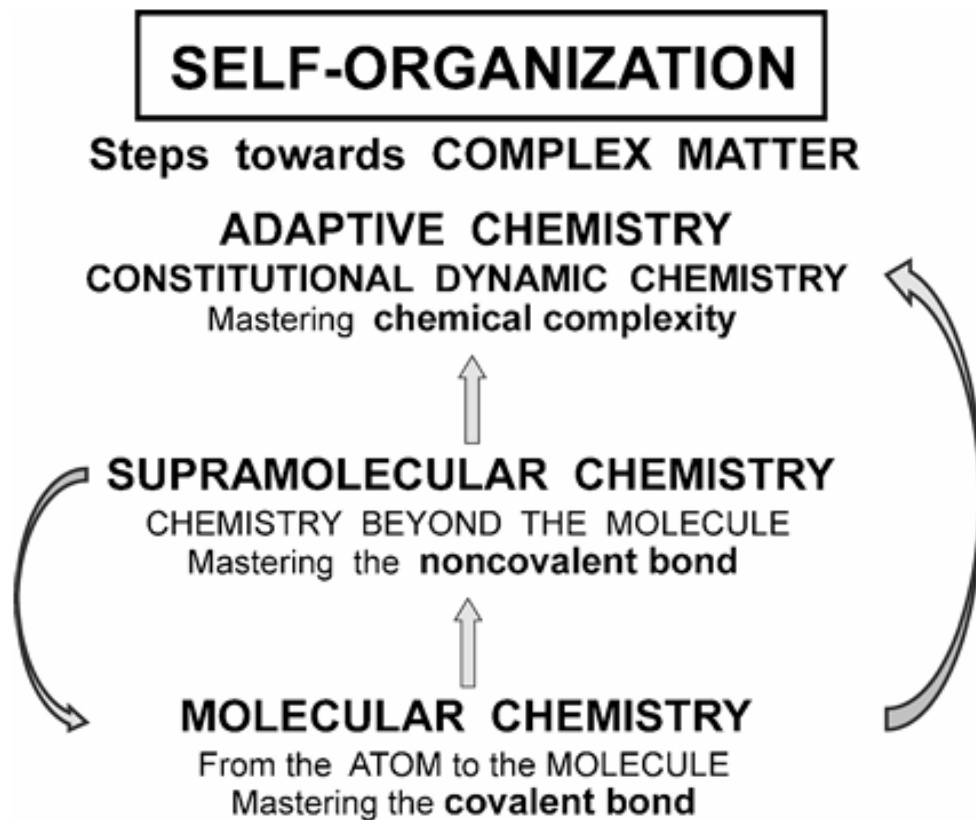 SELF-ORGANIZATION
Steps towards COMPLEX MATTER
ADAPTIVE CHEMISTRY
CONSTITUTIONAL DYNAMIC CHEMISTRY
Mastering chemical complexity
SUPRAMOLECULAR CHEMISTRY
CHEMISTRY BEYOND THE MOLECULE
Mastering the noncovalent bond
MOLECULAR CHEMISTRY
From the ATOM to the MOLECULE
Mastering the covalent bond